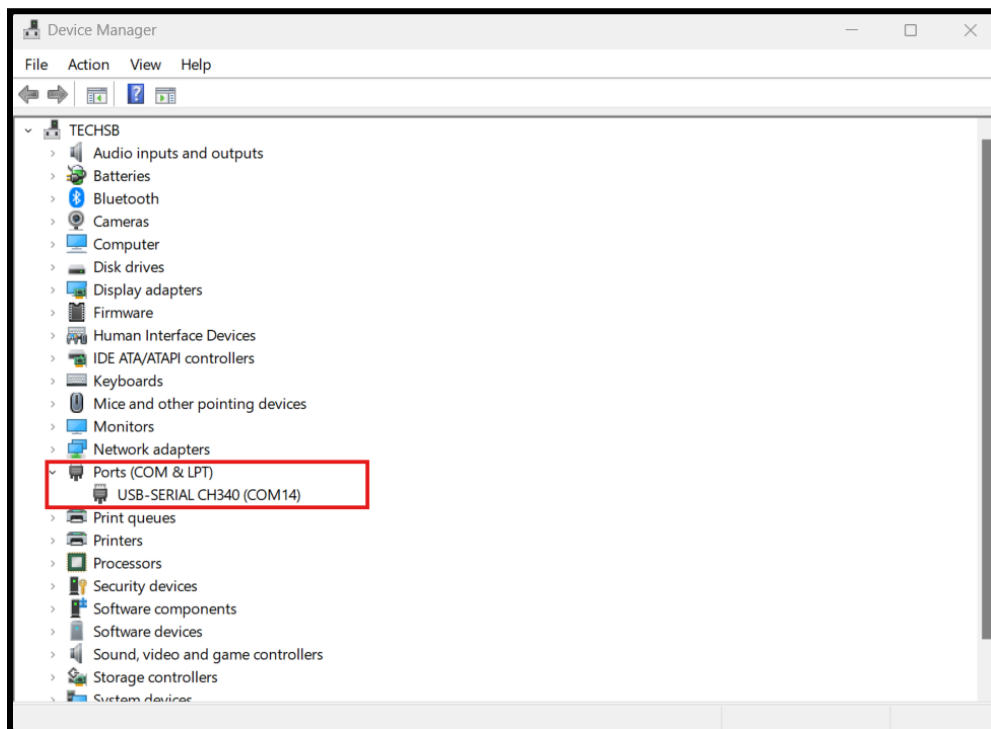 Device Manager
File Action View Help
TECHSB
Audio inputs and outputs
Batteries
Bluetooth
Cameras
Computer
Disk drives
Display adapters
Firmware
Human Interface Devices
IDE ATA/ATAPI controllers
Keyboards
Mice and other pointing devices
Monitors
Network adapters
Ports (COM & LPT)
USB-SERIAL CH340 (COM14)
Print queues
Printers
Processors
Security devices
Software components
Software devices
Sound, video and game controllers
Storage controllers
System devices